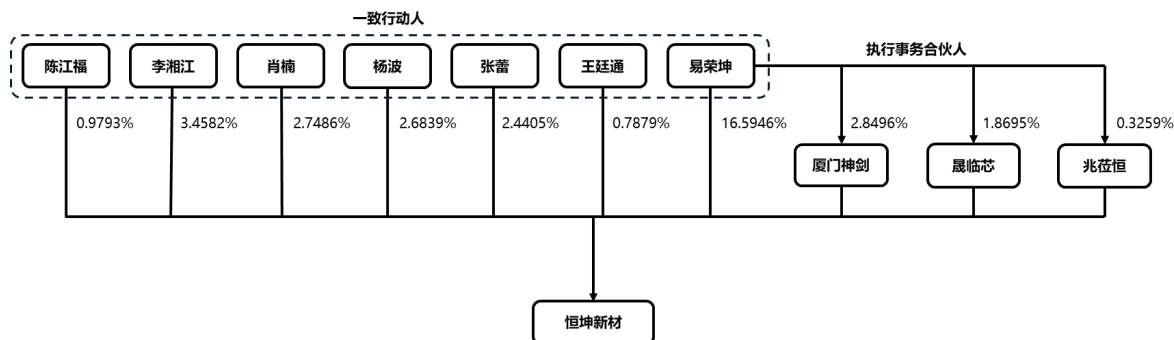 一致行动人
执行事务合伙人
陈江福
李湘江
肖楠
杨波
张蕾
王廷通
易荣坤
0.9793%
3.4582%
2.7486%
2.6839%
2.4405%
0.7879%
16.5946%
2.8496%
1.8695%
0.3259%
厦门神剑
晟临芯
兆莅恒
恒坤新材